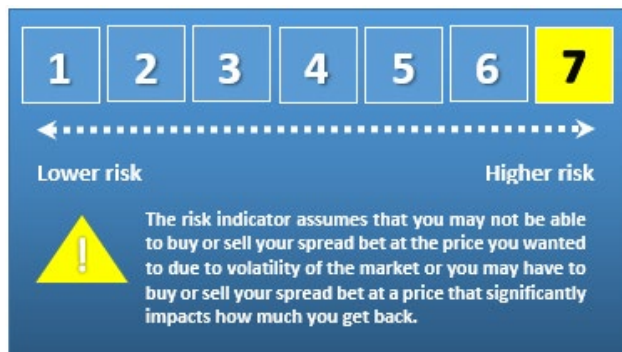 1 2 3 4 5 6 7
Lower risk Higher risk
!
The risk indicator assumes that you may not be able
to buy or sell your spread bet at the price you wanted
to due to volatility of the market or you may have to
buy or sell your spread bet at a price that significantly
impacts how much you get back.